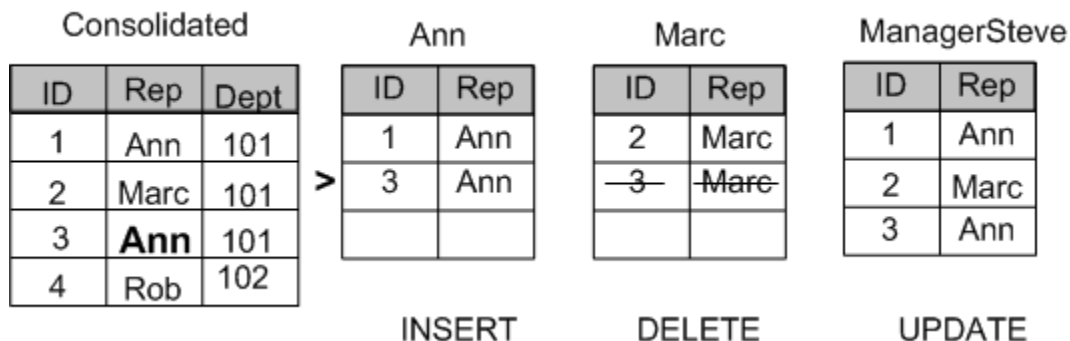 Consolidated
ID Rep Dept
1 Ann 101
2 Marc 101
3 Ann 101
4 Rob 102
>
Ann
ID Rep
1 Ann
3 Ann
INSERT
Marc
ID Rep
2 Marc
3 Marc
DELETE
ManagerSteve
ID Rep
1 Ann
2 Marc
3 Ann
UPDATE